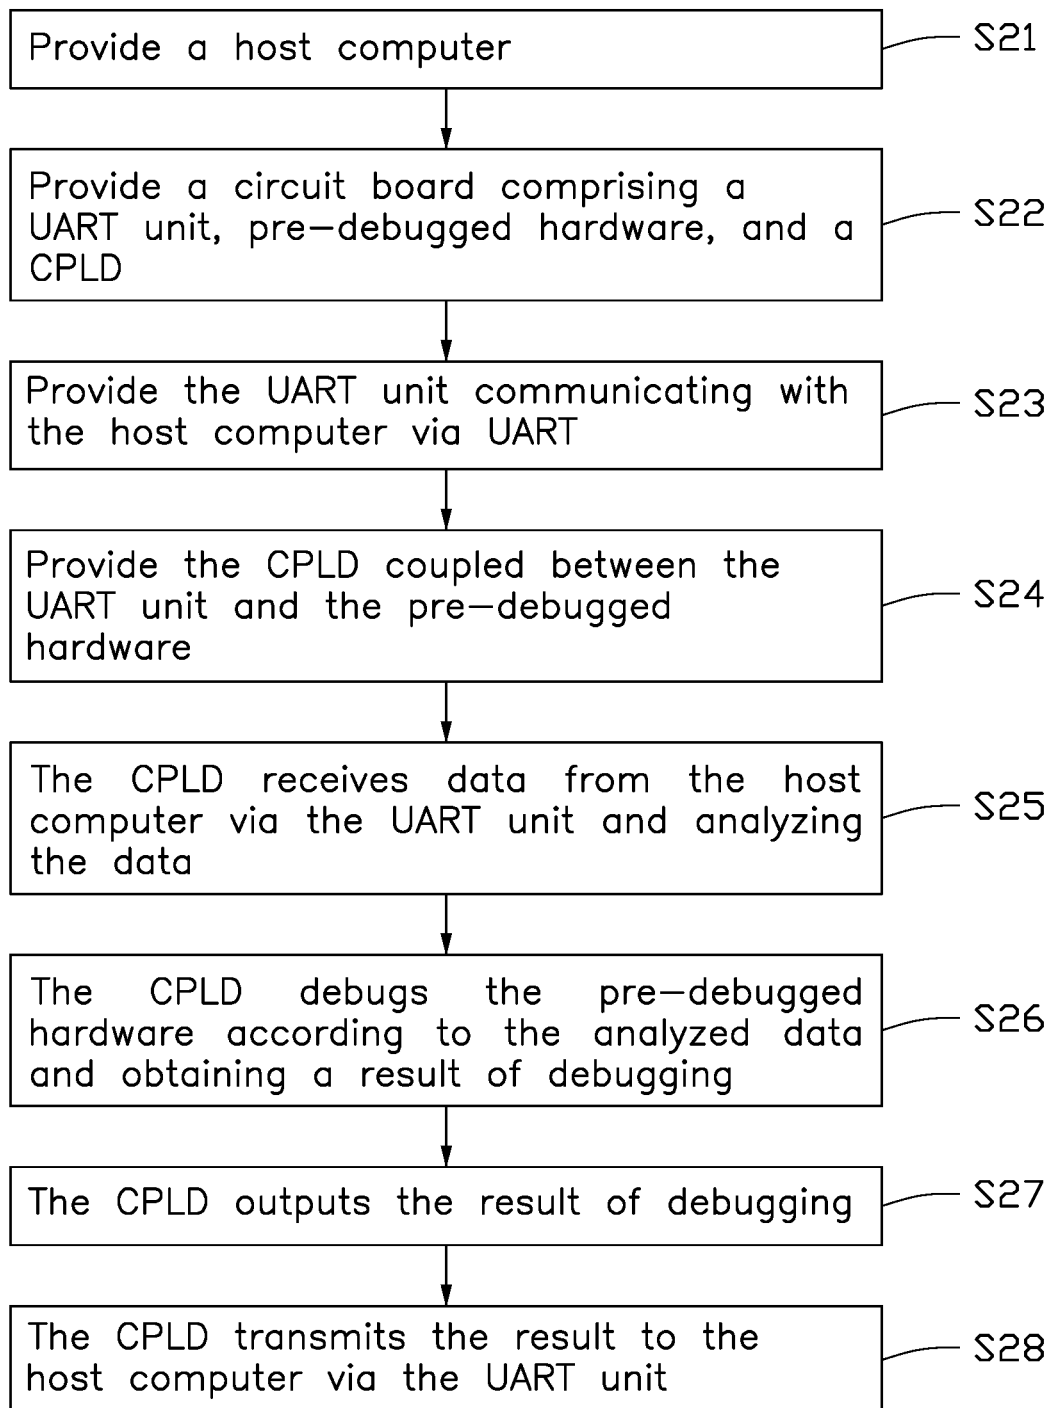 Provide a host computer
S21
Provide a circuit board comprising a
UART unit, pre-debugged hardware, and a
CPLD
S22
Provide the UART unit communicating with
the host computer via UART
S23
Provide the CPLD coupled between the
UART unit and the pre-debugged
hardware
S24
The CPLD receives data from the host
computer via the UART unit and analyzing
the data
S25
The CPLD debugs the pre-debugged
hardware according to the analyzed data
and obtaining a result of debugging
S26
The CPLD outputs the result of debugging
S27
The CPLD transmits the result to the
host computer via the UART unit
S28